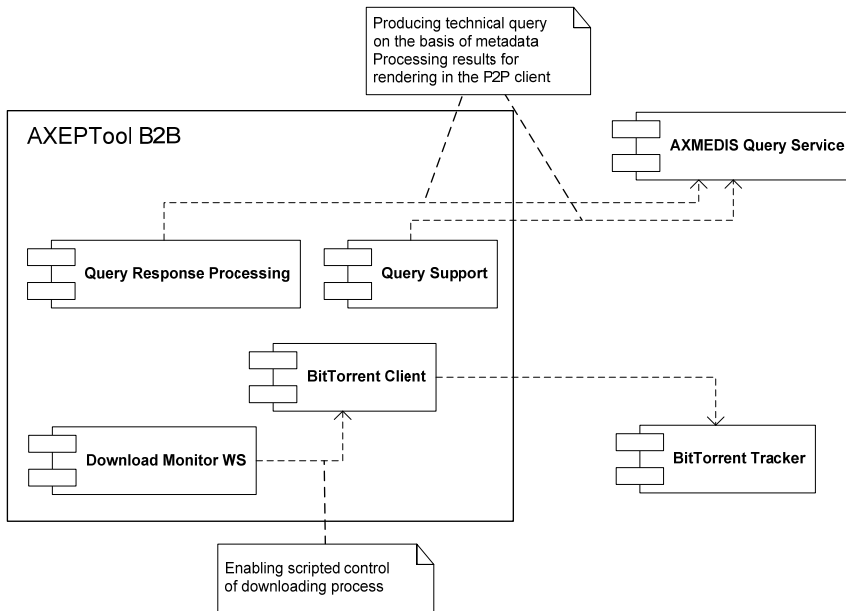 Producing technical query
on the basis of metadata
Processing results for
rendering in the P2P client
AXEPTool B2B
AXMEDIS Query Service
Query Response Processing
Query Support
BitTorrent Client
Download Monitor WS
BitTorrent Tracker
Enabling scripted control
of downloading process